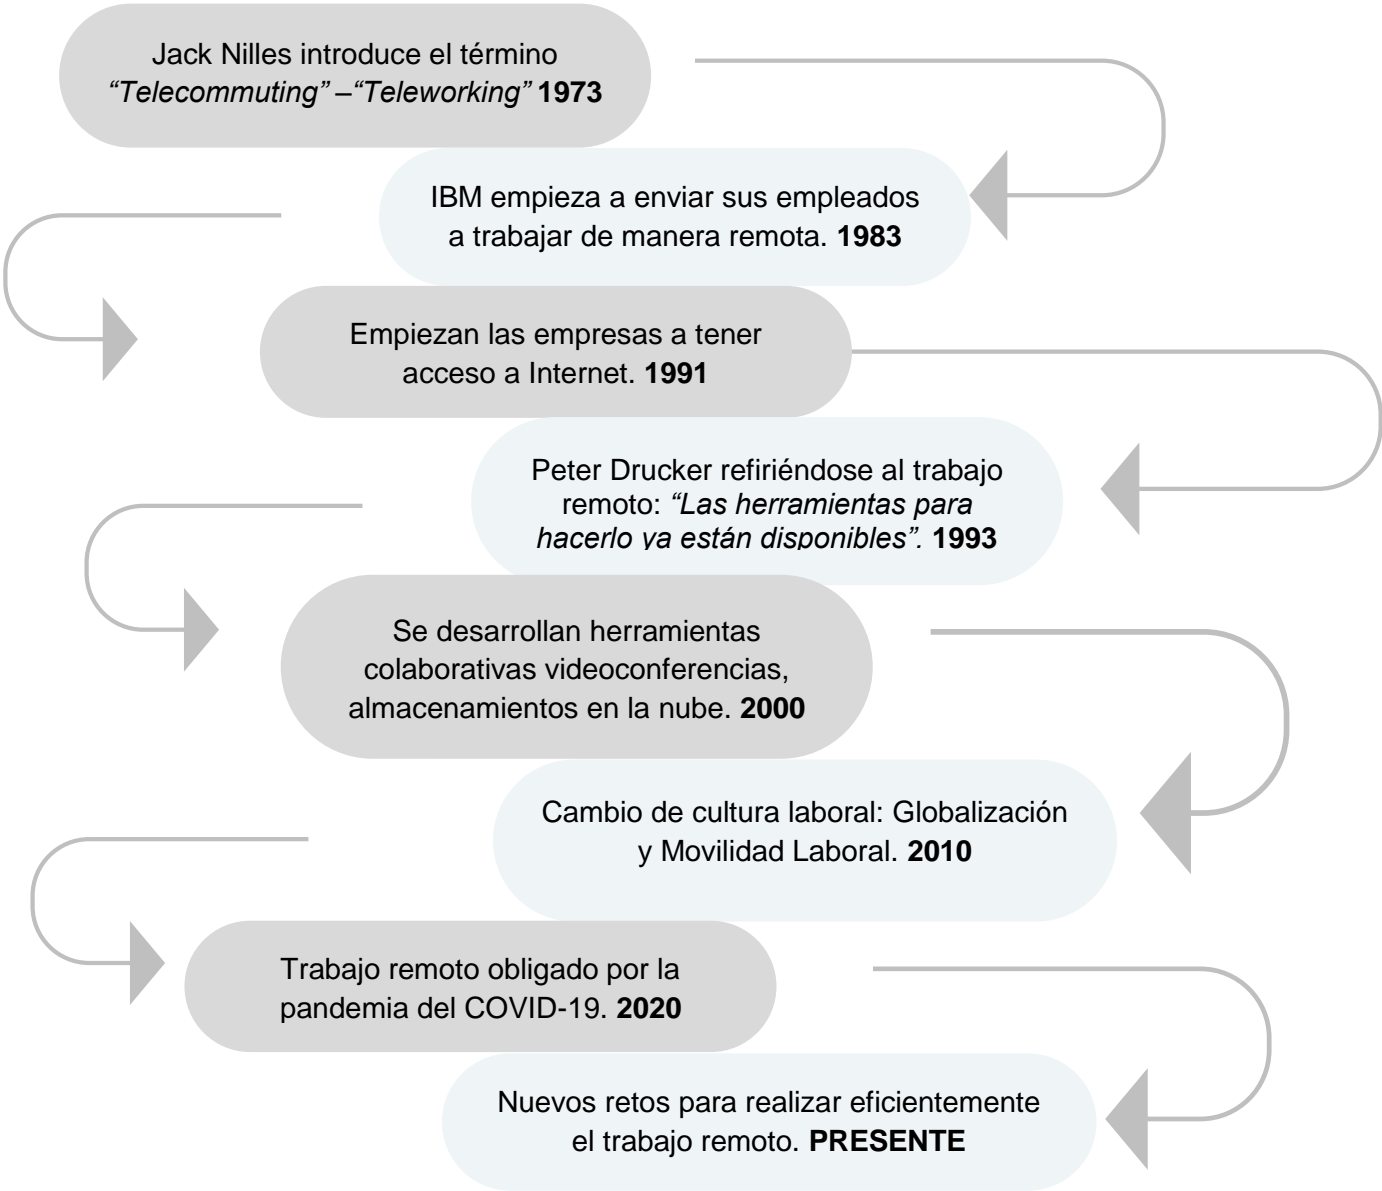 Jack Nilles introduce el término
“Telecommuting” –“Teleworking” 1973
IBM empieza a enviar sus empleados
a trabajar de manera remota. 1983
Empiezan las empresas a tener
acceso a Internet. 1991
Peter Drucker refiriéndose al trabajo
remoto: “Las herramientas para
hacerlo ya están disponibles”. 1993
Se desarrollan herramientas
colaborativas videoconferencias,
almacenamientos en la nube. 2000
Cambio de cultura laboral: Globalización
y Movilidad Laboral. 2010
Trabajo remoto obligado por la
pandemia del COVID-19. 2020
Nuevos retos para realizar eficientemente
el trabajo remoto. PRESENTE